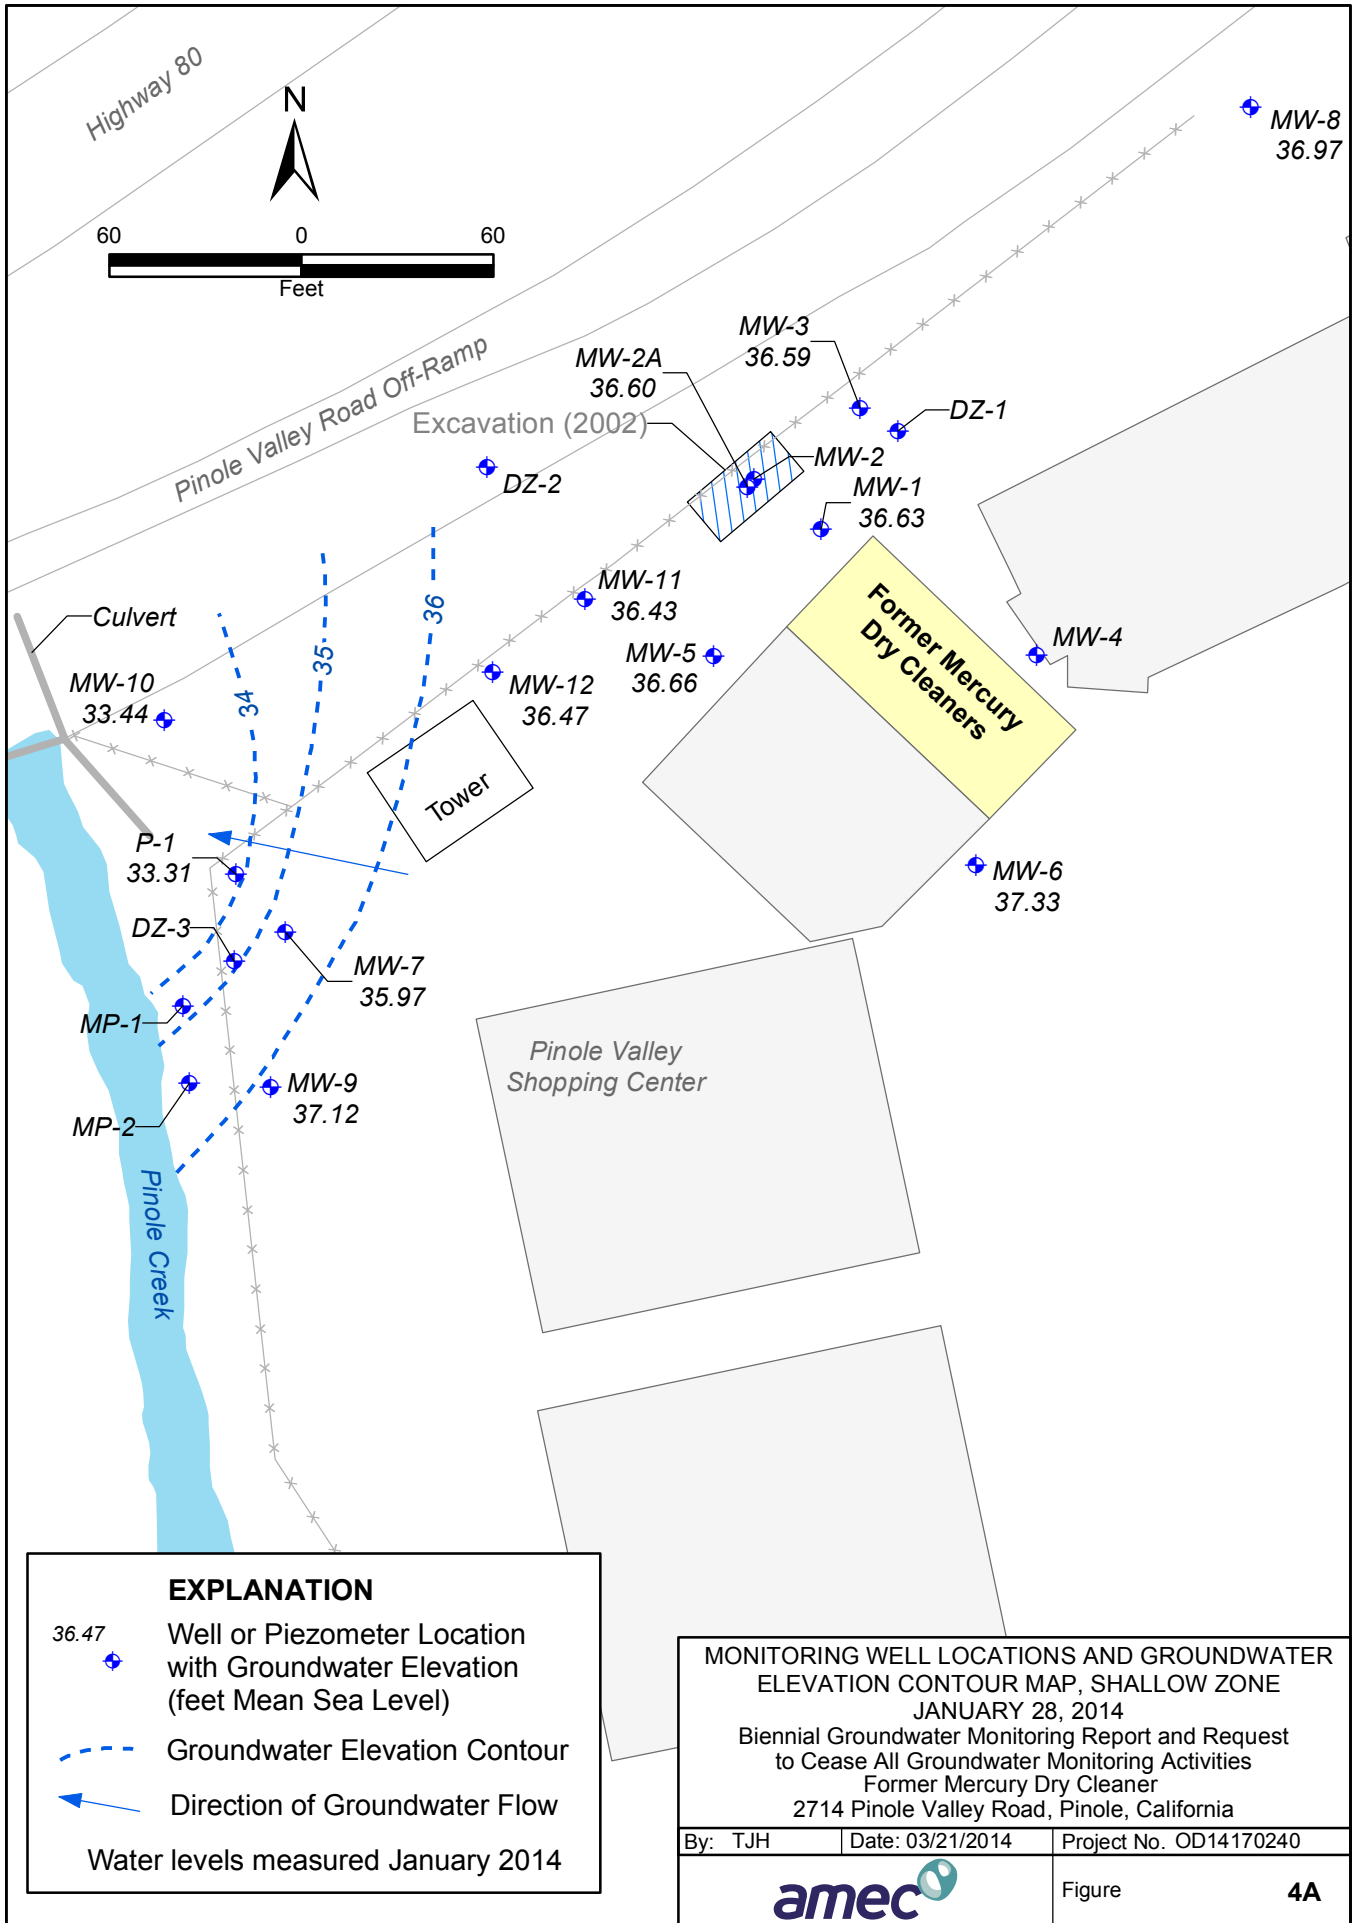 Highway 80
N
60 0 60
Feet
MW-8
36.97
MW-3
36.59
MW-2A
36.60
Pinole Valley Road Off-Ramp
Excavation (2002)
DZ-1
MW-2
DZ-2
MW-1
36.63
MW-11
36.43
Former Mercury
Dry Cleaners
Culvert
36
35
34
MW-5
36.66
MW-4
MW-10
33.44
MW-12
36.47
Tower
P-1
33.31
MW-6
37.33
DZ-3
MW-7
35.97
MP-1
Pinole Valley
Shopping Center
MW-9
37.12
MP-2
Pinole Creek
EXPLANATION
36.47
Well or Piezometer Location
with Groundwater Elevation
(feet Mean Sea Level)
Groundwater Elevation Contour
Direction of Groundwater Flow
Water levels measured January 2014
MONITORING WELL LOCATIONS AND GROUNDWATER
ELEVATION CONTOUR MAP, SHALLOW ZONE
JANUARY 28, 2014
Biennial Groundwater Monitoring Report and Request
to Cease All Groundwater Monitoring Activities
Former Mercury Dry Cleaner
2714 Pinole Valley Road, Pinole, California
By: TJH Date: 03/21/2014 Project No. OD14170240
amec
Figure 4A